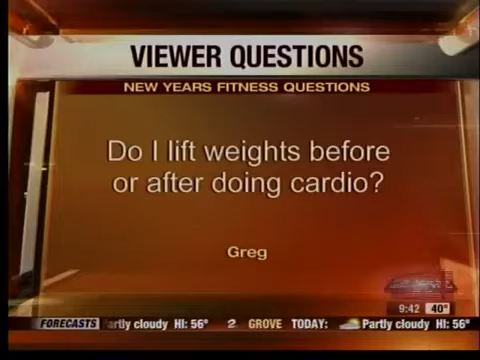 VIEWER QUESTIONS
NEW YEARS FITNESS QUESTIONS
Do I lift weights before
or after doing cardio?
Greg
9:42 40°
FORECASTS artly cloudy HI: 56° 2 GROVE TODAY: Partly cloudy HI: 56°